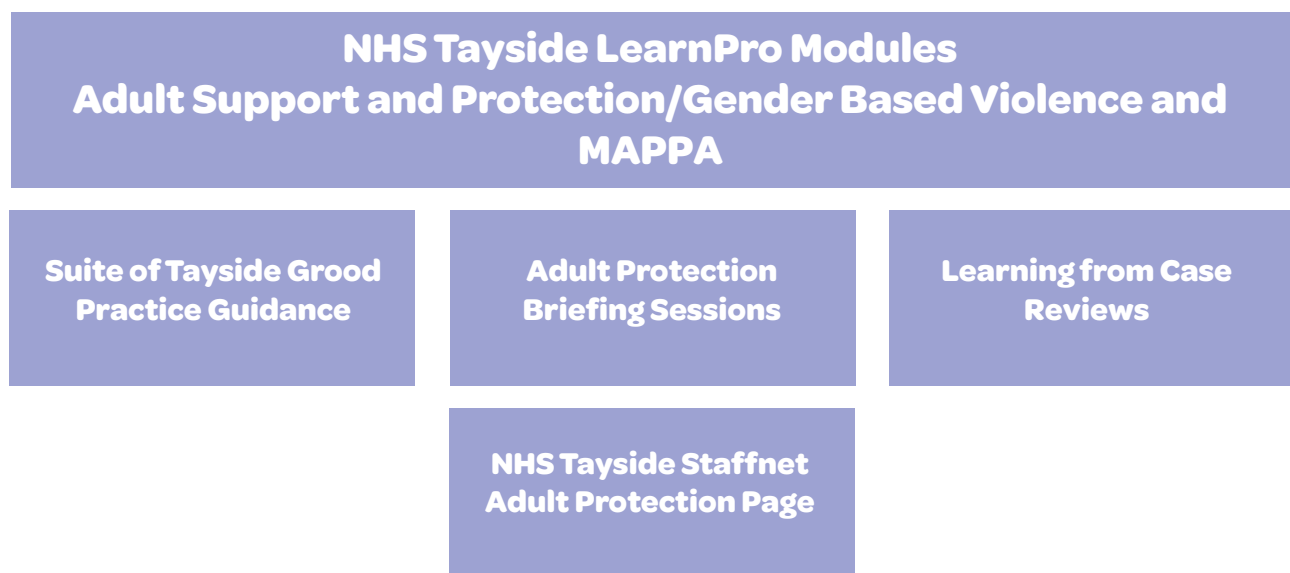 NHS Tayside LearnPro Modules
Adult Support and Protection/Gender Based Violence and
MAPPA
Suite of Tayside Grood
Practice Guidance
Adult Protection
Briefing Sessions
Learning from Case
Reviews
NHS Tayside Staffnet
Adult Protection Page